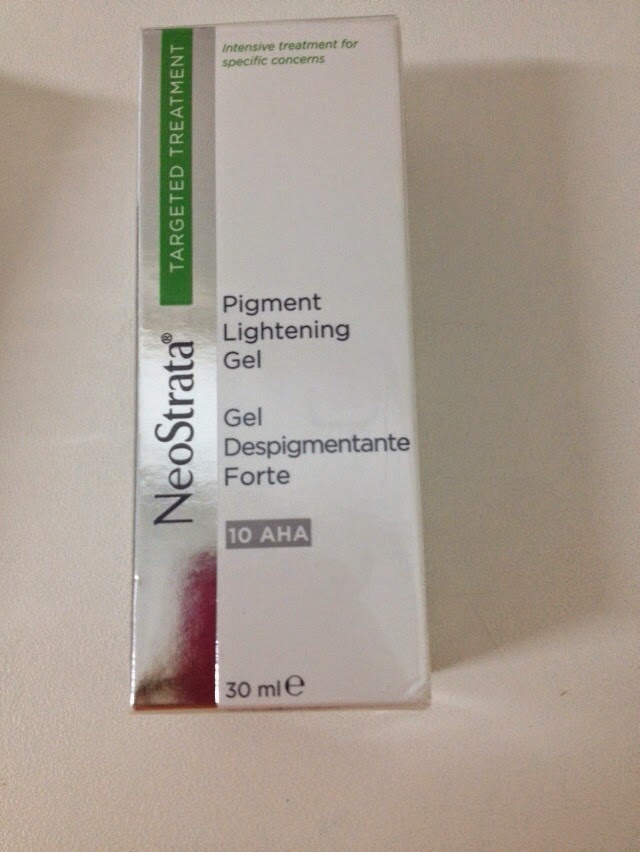 TARGETED TREATMENT
NeoStrata®
Intensive treatment for
specific concerns
Pigment
Lightening
Gel
Gel
Despigmentante
Forte
10 AHA
30 ml ℮